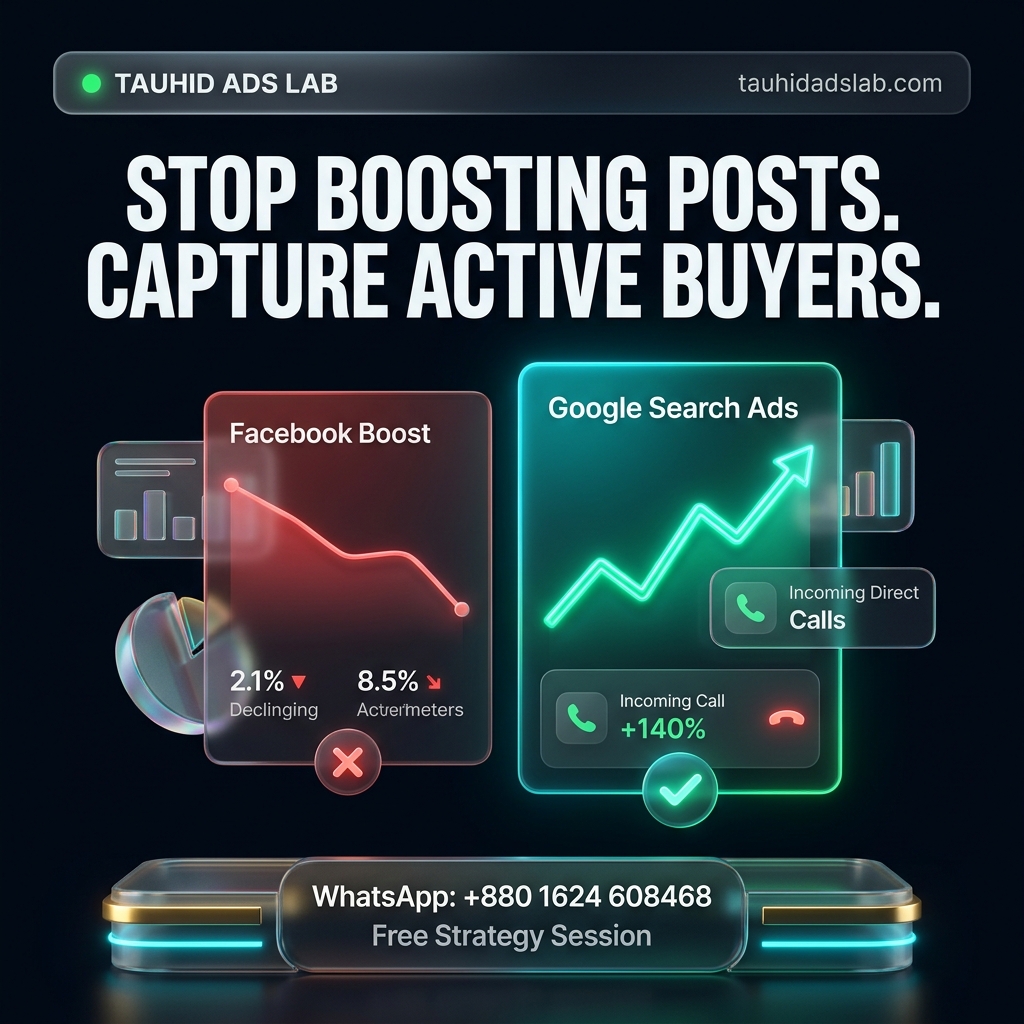 TAUHID ADS LAB
tauhidadslab.com
STOP BOOSTING POSTS.
CAPTURE ACTIVE BUYERS.
Facebook Boost
2.1%
8.5%
Declinging
Google Search Ads
Incoming Direct
Calls
Incoming Call
+140%
WhatsApp: +880 1624 608468
Free Strategy Session